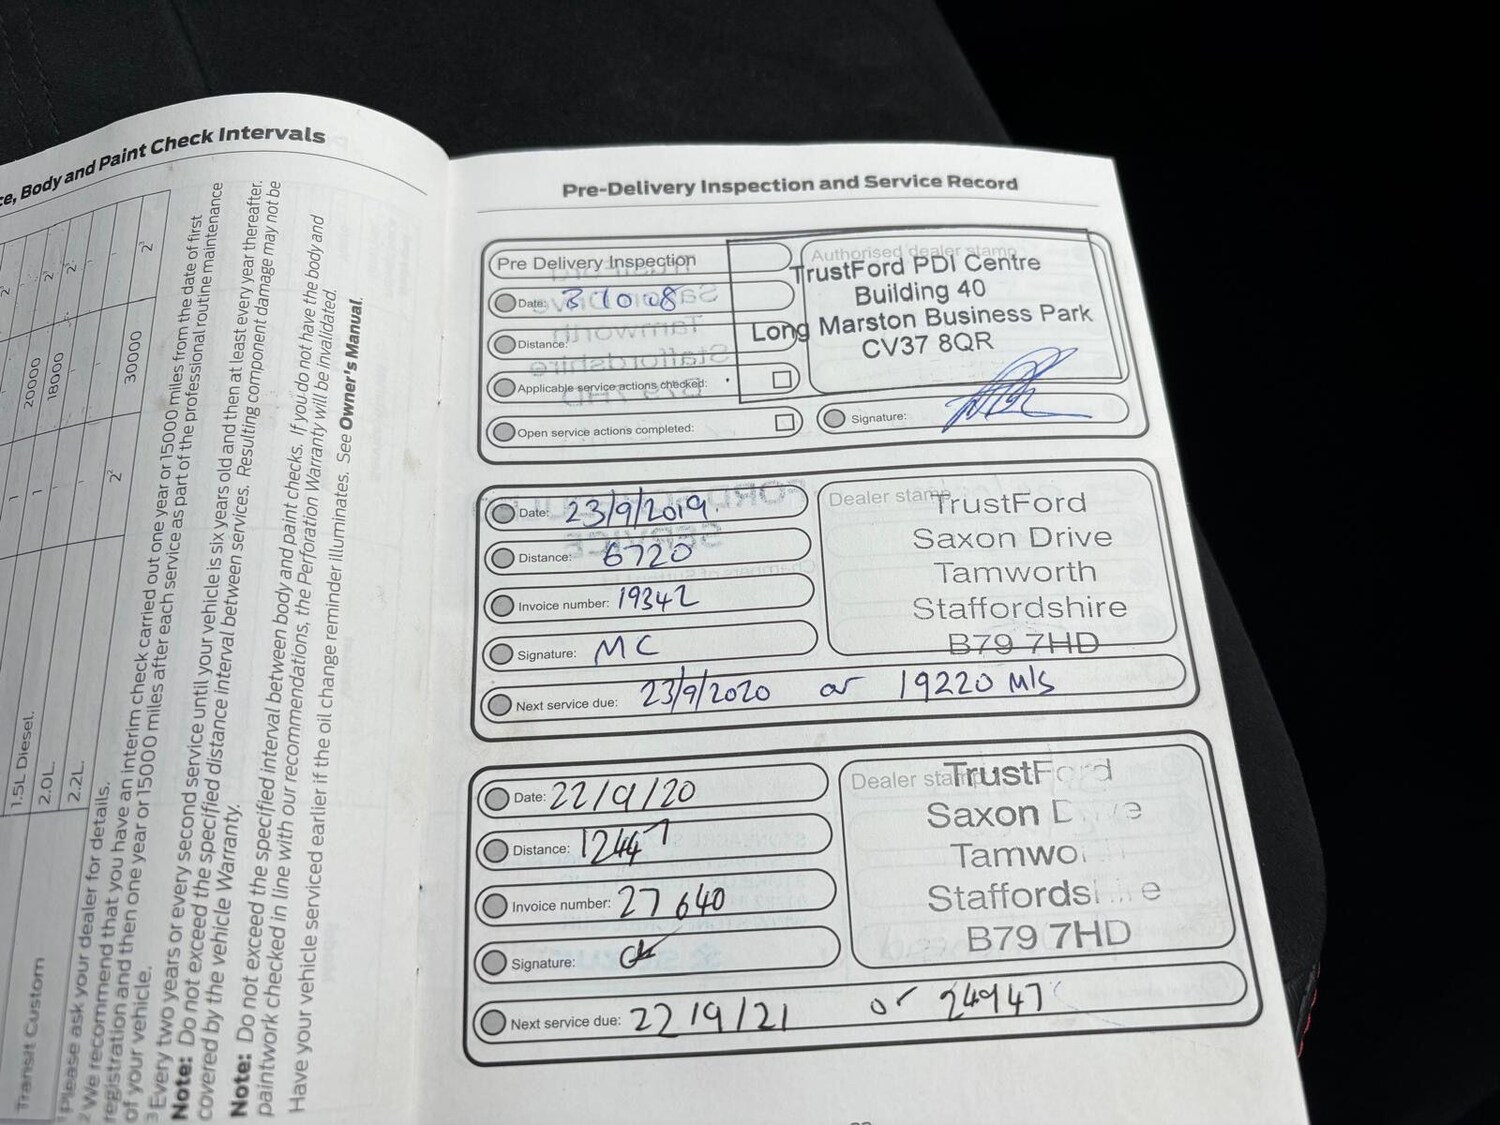 ce, Body and Paint Check Intervals
20000
18000
30000
1.5L Diesel.
2.0L.
2.2L.
Transit Custom
1 Please ask your dealer for details.
2 We recommend that you have an interim check carried out one year or 15000 miles from the date of first
registration and then one year or 15000 miles after each service as part of the professional routine maintenance
of your vehicle.
3 Every two years or every second service until your vehicle is six years old and then at least every year thereafter.
Note: Do not exceed the specified distance interval between services. Resulting component damage may not be
covered by the vehicle Warranty.
Note: Do not exceed the specified interval between body and paint checks. If you do not have the body and
paintwork checked in line with our recommendations, the Perforation Warranty will be invalidated.
Have your vehicle serviced earlier if the oil change reminder illuminates. See Owner's Manual.
Pre-Delivery Inspection and Service Record
Pre Delivery Inspection
Date:
Distance:
Applicable service actions checked:
Open service actions completed:
Authorised dealer stamp
TrustFord PDI Centre
Building 40
Long Marston Business Park
CV37 8QR
Signature:
Date: 23/9/2019.
Distance: 6720
Invoice number: 19342
Signature: MC
Next service due: 23/9/2020 or 19220 Mls
Dealer stamp
TrustFord
Saxon Drive
Tamworth
Staffordshire
B79 7HD
Date: 22/9/20
Distance: 12447
Invoice number: 27640
Signature:
Next service due: 22/9/21 or 24947
Dealer stamp
TrustFord
Saxon Drive
Tamwo
Staffordshire
B79 7HD